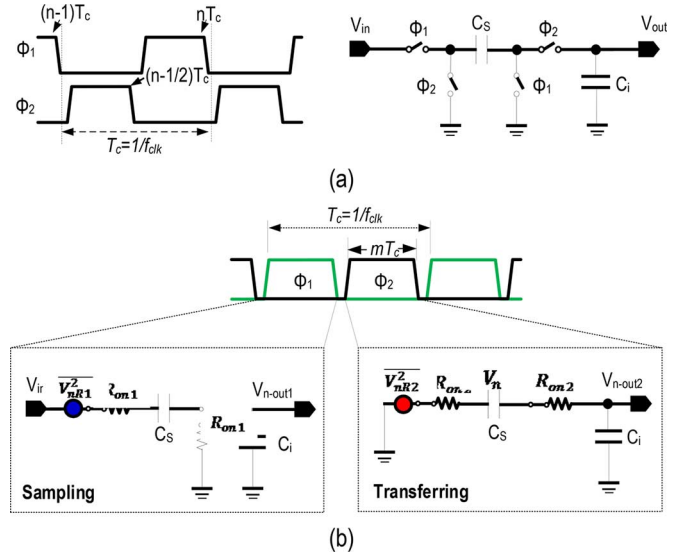 (n-1)Tc nTc
Φ1
(n-1/2)Tc
Φ2
Tc=1/fclk
Vin Φ1 CS Φ2 Vout
Φ2 Φ1 Ci
(a)
Tc=1/fclk
mTc
Φ1 Φ2
Vir V²nR1 Ron1 Vn-out1
CS Ron1 Ci
Sampling
V²nR2 Vn Ron2 Vn-out2
CS Ci
Transferring
(b)